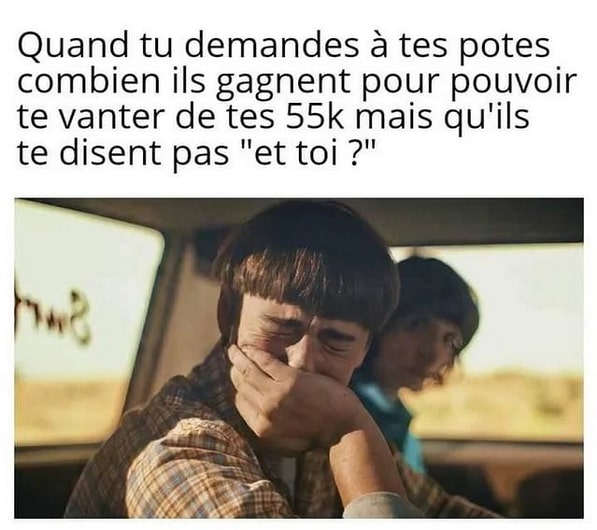 Quand tu demandes à tes potes
combien ils gagnent pour pouvoir
te vanter de tes 55k mais qu'ils
te disent pas "et toi ?"